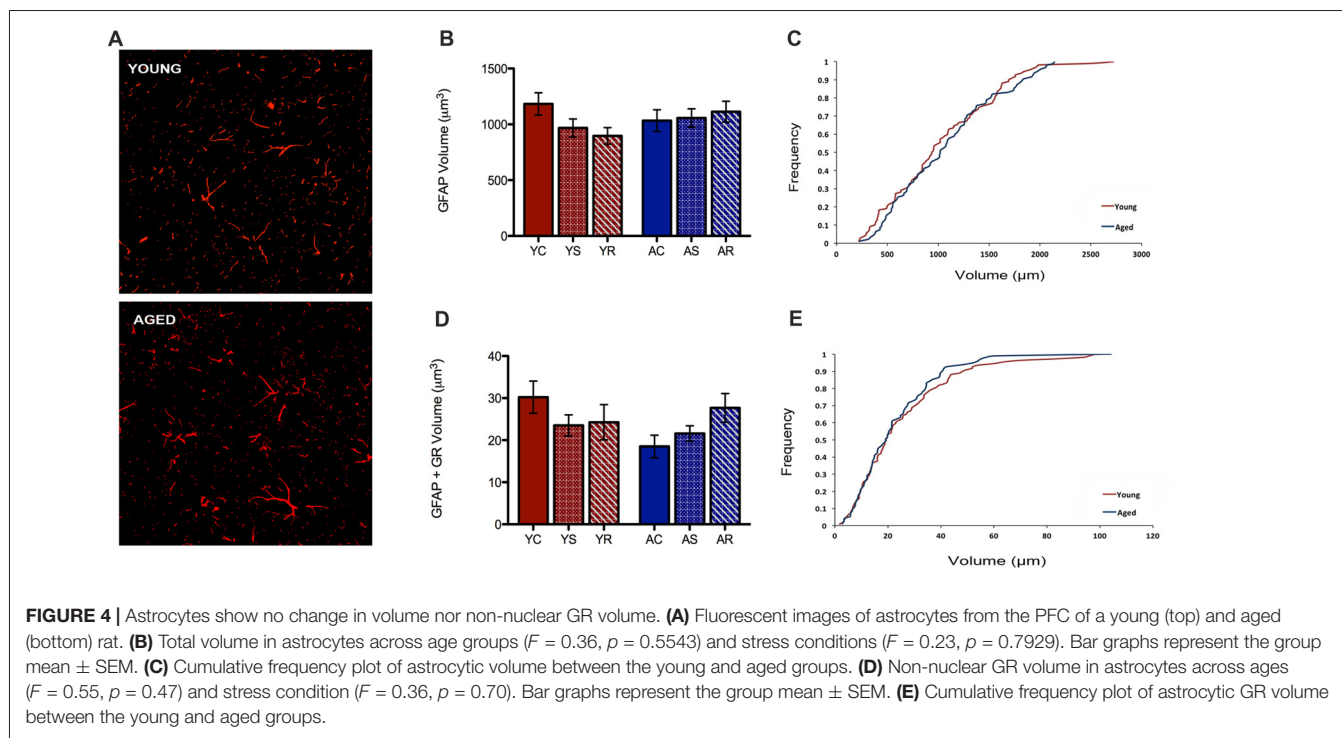 A
YOUNG
AGED
B
GFAP Volume (μm³)
1500
1000
500
0
YC YS YR AC AS AR
C
Frequency
1
0.9
0.8
0.7
0.6
0.5
0.4
0.3
0.2
0.1
0
0 500 1000 1500 2000 2500 3000
Volume (μm)
Young
Aged
D
GFAP + GR Volume (μm³)
40
30
20
10
0
YC YS YR AC AS AR
E
Frequency
1
0.9
0.8
0.7
0.6
0.5
0.4
0.3
0.2
0.1
0
0 20 40 60 80 100 120
Volume (μm)
Young
Aged
FIGURE 4 | Astrocytes show no change in volume nor non-nuclear GR volume. (A) Fluorescent images of astrocytes from the PFC of a young (top) and aged
(bottom) rat. (B) Total volume in astrocytes across age groups (F = 0.36, p = 0.5543) and stress conditions (F = 0.23, p = 0.7929). Bar graphs represent the group
mean ± SEM. (C) Cumulative frequency plot of astrocytic volume between the young and aged groups. (D) Non-nuclear GR volume in astrocytes across ages
(F = 0.55, p = 0.47) and stress condition (F = 0.36, p = 0.70). Bar graphs represent the group mean ± SEM. (E) Cumulative frequency plot of astrocytic GR volume
between the young and aged groups.